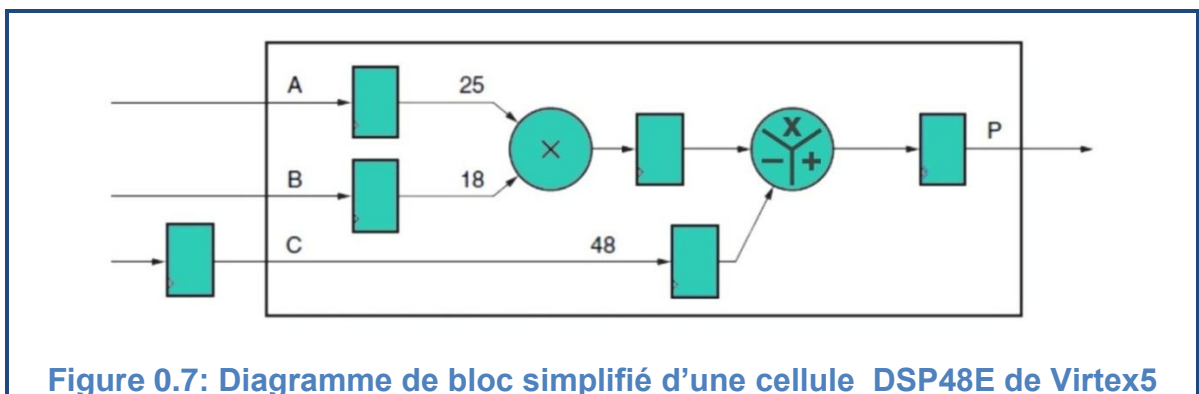 A
25
×
X
− +
P
B
18
C
48
Figure 0.7: Diagramme de bloc simplifié d’une cellule DSP48E de Virtex5